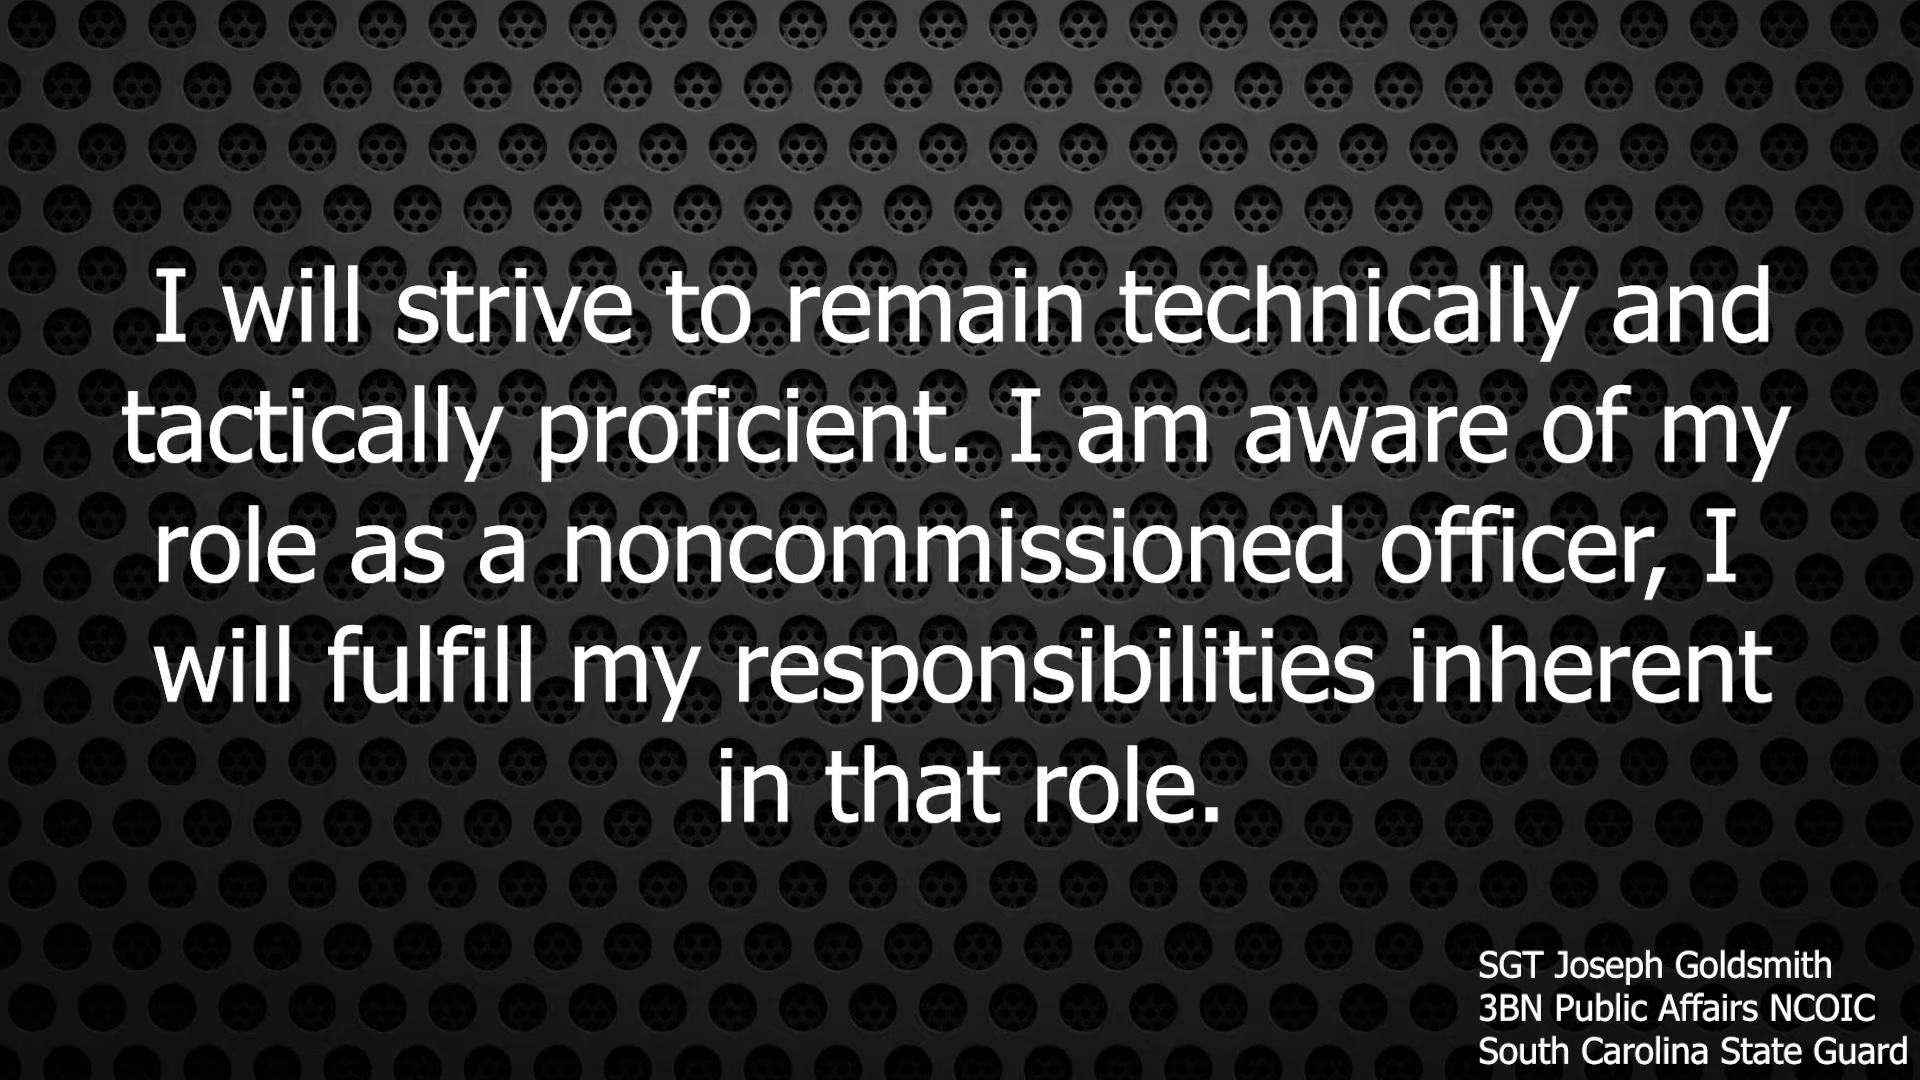 I will strive to remain technically and
tactically proficient. I am aware of my
role as a noncommissioned officer, I
will fulfill my responsibilities inherent
in that role.
SGT Joseph Goldsmith
3BN Public Affairs NCOIC
South Carolina State Guard